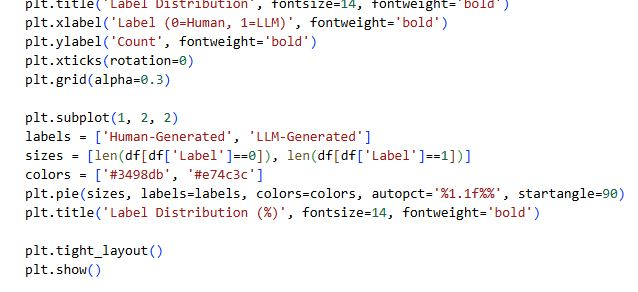 plt.title('Label Distribution', fontsize=14, fontweight='bold')
plt.xlabel('Label (0=Human, 1=LLM)', fontweight='bold')
plt.ylabel('Count', fontweight='bold')
plt.xticks(rotation=0)
plt.grid(alpha=0.3)
plt.subplot(1, 2, 2)
labels = ['Human-Generated', 'LLM-Generated']
sizes = [len(df[df['Label']==0]), len(df[df['Label']==1])]
colors = ['#3498db', '#e74c3c']
plt.pie(sizes, labels=labels, colors=colors, autopct='%1.1f%%', startangle=90)
plt.title('Label Distribution (%)', fontsize=14, fontweight='bold')
plt.tight_layout()
plt.show()